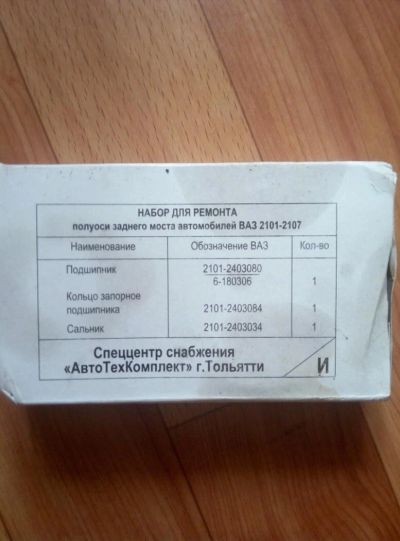 НАБОР ДЛЯ РЕМОНТА
полуоси заднего моста автомобилей ВАЗ 2101-2107
Наименование Обозначение ВАЗ Кол-во
Подшипник 2101-2403080
6-180306 1
Кольцо запорное
подшипника 2101-2403084 1
Сальник 2101-2403034 1
Спеццентр снабжения
«АвтоТехКомплект» г.Тольятти И